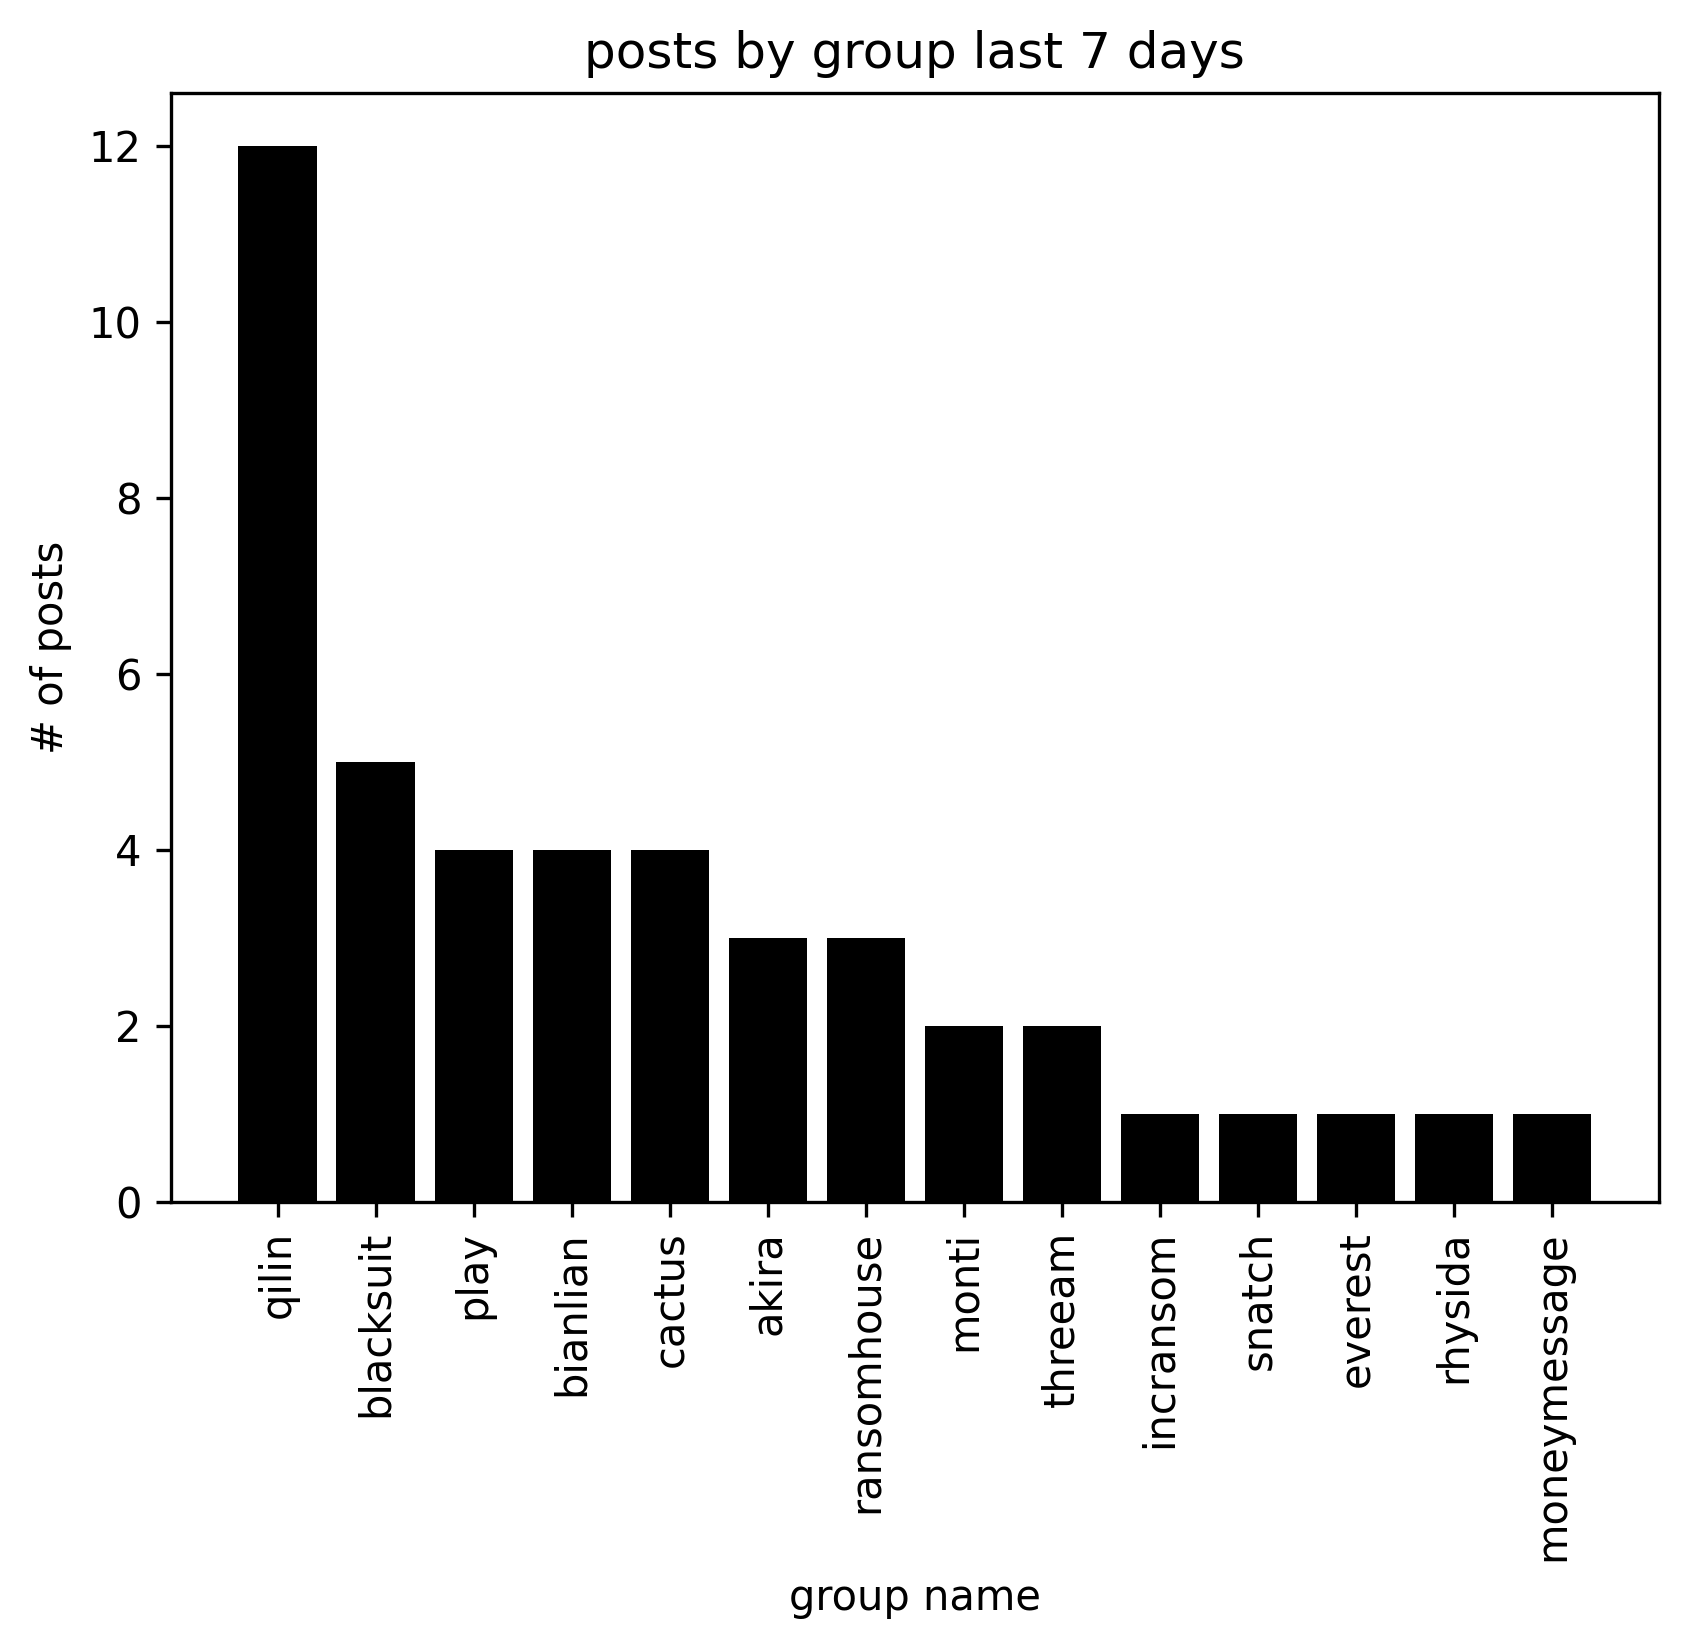 posts by group last 7 days
12
10
8
6
4
2
0
# of posts
qilin
blacksuit
play
bianlian
cactus
akira
ransomhouse
monti
threeam
incransom
snatch
everest
rhysida
moneymessage
group name